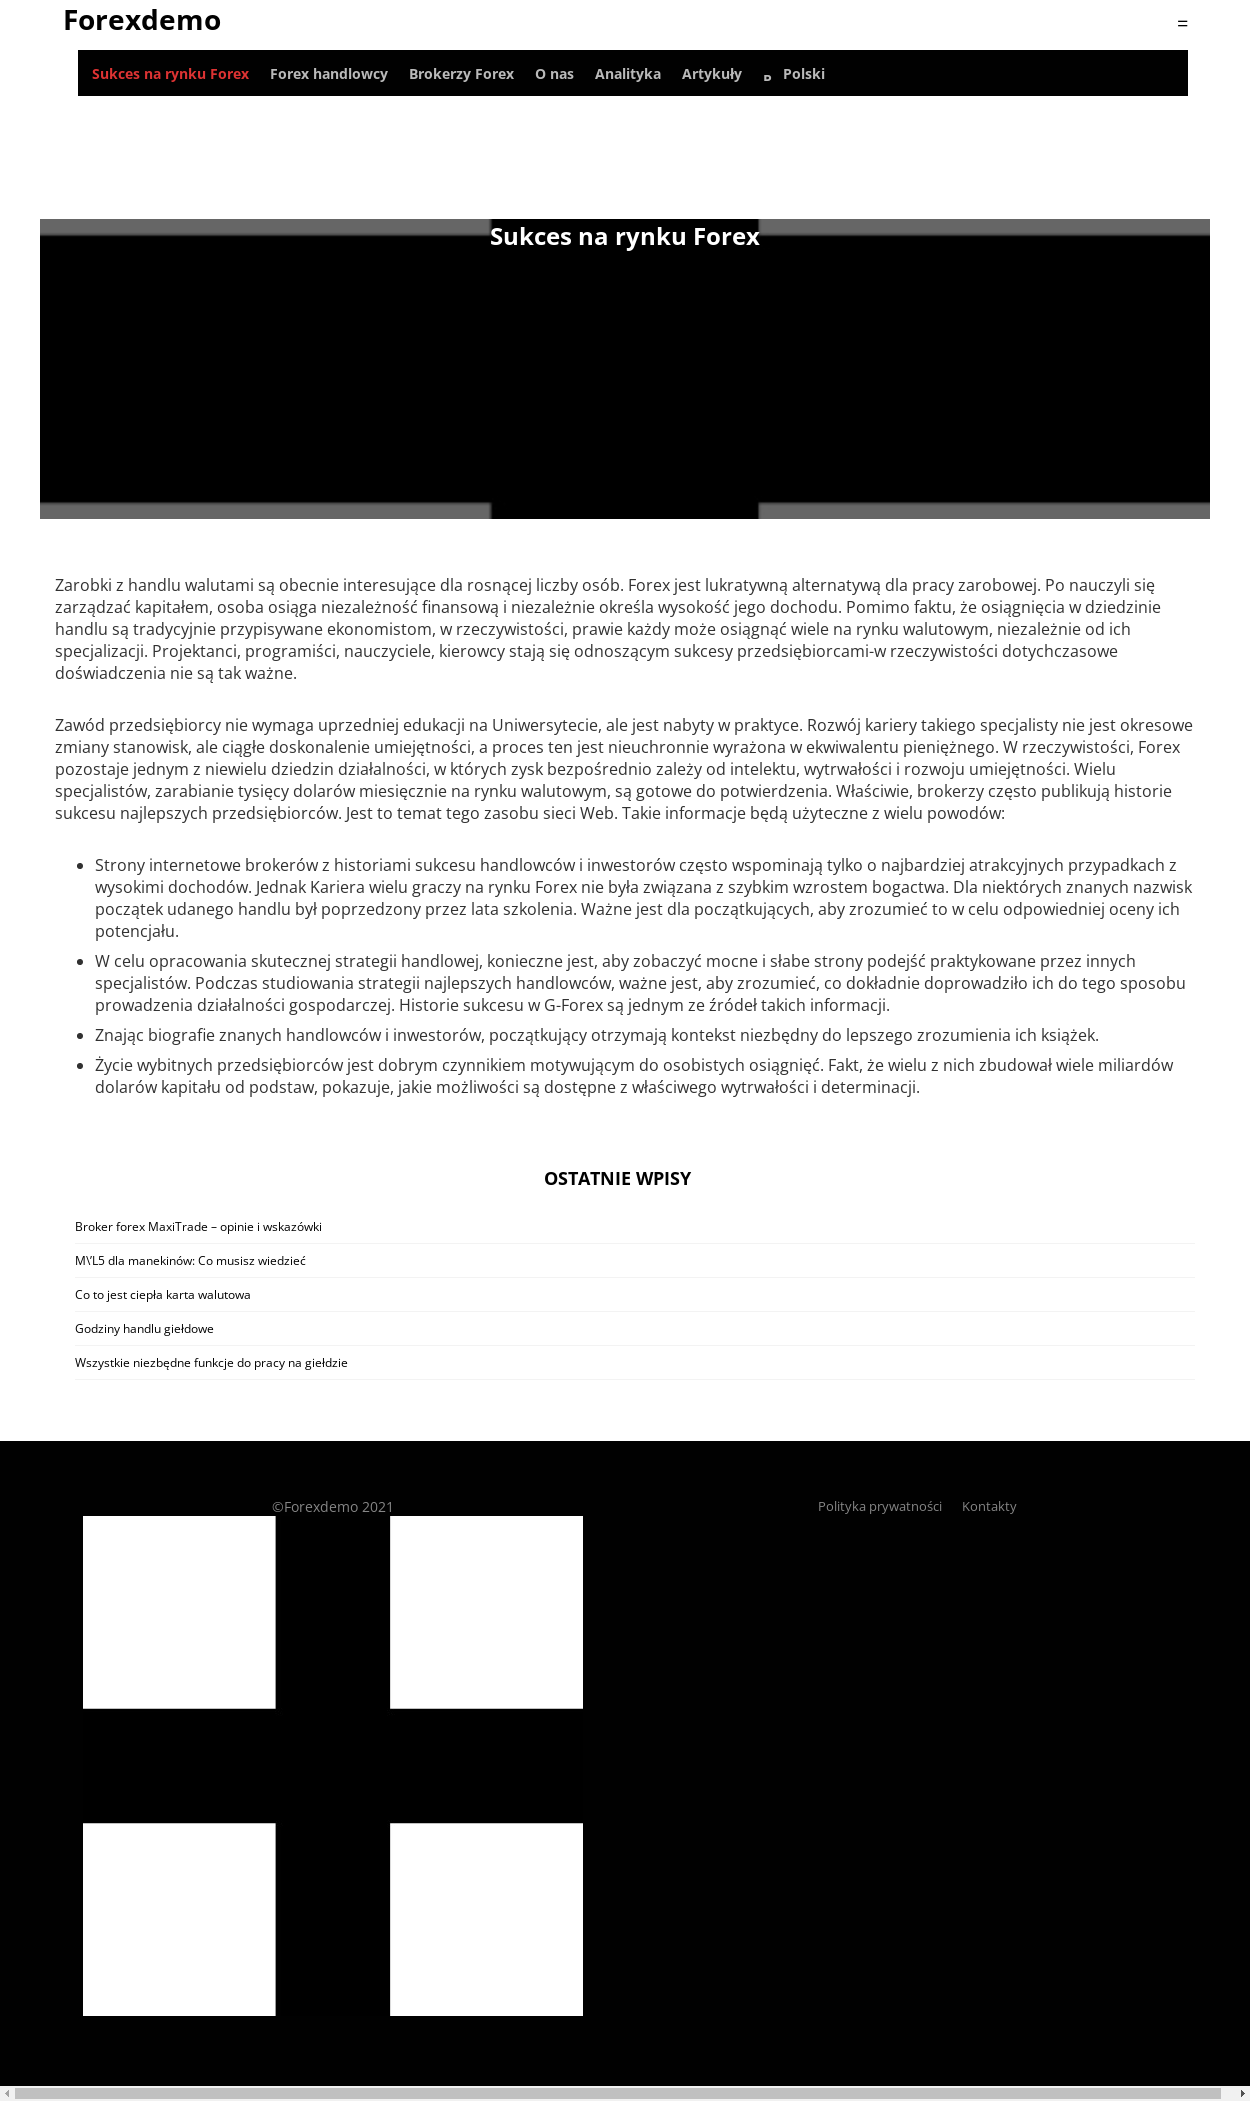 Forexdemo
=
Sukces na rynku Forex Forex handlowcy Brokerzy Forex O nas Analityka Artykuły Polski
Sukces na rynku Forex
Zarobki z handlu walutami są obecnie interesujące dla rosnącej liczby osób. Forex jest lukratywną alternatywą dla pracy zarobowej. Po nauczyli się
zarządzać kapitałem, osoba osiąga niezależność finansową i niezależnie określa wysokość jego dochodu. Pomimo faktu, że osiągnięcia w dziedzinie
handlu są tradycyjnie przypisywane ekonomistom, w rzeczywistości, prawie każdy może osiągnąć wiele na rynku walutowym, niezależnie od ich
specjalizacji. Projektanci, programiści, nauczyciele, kierowcy stają się odnoszącym sukcesy przedsiębiorcami-w rzeczywistości dotychczasowe
doświadczenia nie są tak ważne.
Zawód przedsiębiorcy nie wymaga uprzedniej edukacji na Uniwersytecie, ale jest nabyty w praktyce. Rozwój kariery takiego specjalisty nie jest okresowe
zmiany stanowisk, ale ciągłe doskonalenie umiejętności, a proces ten jest nieuchronnie wyrażona w ekwiwalentu pieniężnego. W rzeczywistości, Forex
pozostaje jednym z niewielu dziedzin działalności, w których zysk bezpośrednio zależy od intelektu, wytrwałości i rozwoju umiejętności. Wielu
specjalistów, zarabianie tysięcy dolarów miesięcznie na rynku walutowym, są gotowe do potwierdzenia. Właściwie, brokerzy często publikują historie
sukcesu najlepszych przedsiębiorców. Jest to temat tego zasobu sieci Web. Takie informacje będą użyteczne z wielu powodów:
• Strony internetowe brokerów z historiami sukcesu handlowców i inwestorów często wspominają tylko o najbardziej atrakcyjnych przypadkach z
wysokimi dochodów. Jednak Kariera wielu graczy na rynku Forex nie była związana z szybkim wzrostem bogactwa. Dla niektórych znanych nazwisk
początek udanego handlu był poprzedzony przez lata szkolenia. Ważne jest dla początkujących, aby zrozumieć to w celu odpowiedniej oceny ich
potencjału.
• W celu opracowania skutecznej strategii handlowej, konieczne jest, aby zobaczyć mocne i słabe strony podejść praktykowane przez innych
specjalistów. Podczas studiowania strategii najlepszych handlowców, ważne jest, aby zrozumieć, co dokładnie doprowadziło ich do tego sposobu
prowadzenia działalności gospodarczej. Historie sukcesu w G-Forex są jednym ze źródeł takich informacji.
• Znając biografie znanych handlowców i inwestorów, początkujący otrzymają kontekst niezbędny do lepszego zrozumienia ich książek.
• Życie wybitnych przedsiębiorców jest dobrym czynnikiem motywującym do osobistych osiągnięć. Fakt, że wielu z nich zbudował wiele miliardów
dolarów kapitału od podstaw, pokazuje, jakie możliwości są dostępne z właściwego wytrwałości i determinacji.
OSTATNIE WPISY
Broker forex MaxiTrade – opinie i wskazówki
M\'L5 dla manekinów: Co musisz wiedzieć
Co to jest ciepła karta walutowa
Godziny handlu giełdowe
Wszystkie niezbędne funkcje do pracy na giełdzie
©Forexdemo 2021
Polityka prywatności Kontakty